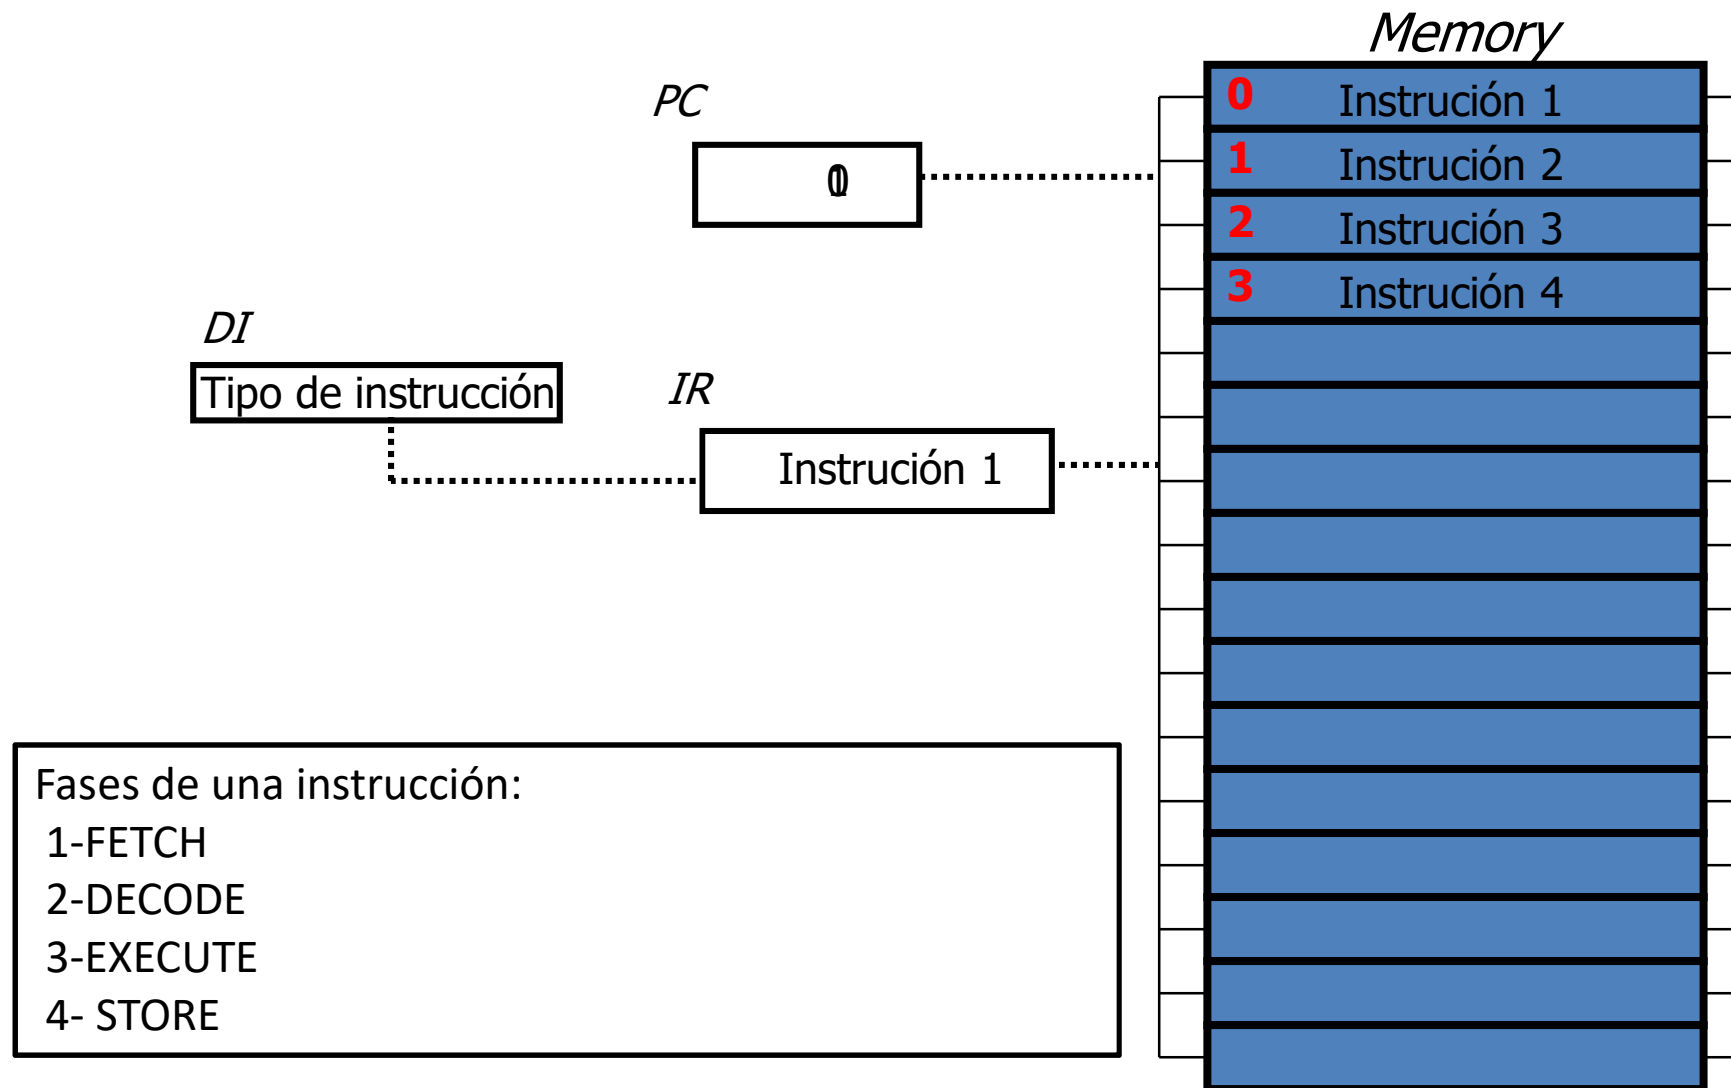 Memory
PC
0 Instrución 1
1 Instrución 2
2 Instrución 3
3 Instrución 4
DI
Tipo de instrucción
IR
Instrución 1
Fases de una instrucción:
1-FETCH
2-DECODE
3-EXECUTE
4- STORE